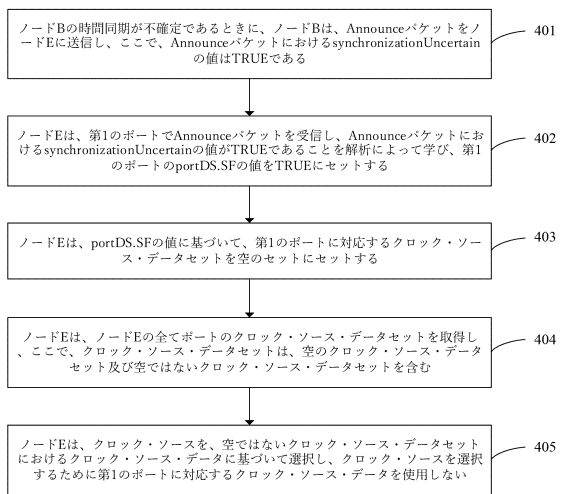 ノードBの時間同期が不確定であるときに、ノードBは、Announceパケットをノ
ードEに送信し、ここで、AnnounceパケットにおけるsynchronizationUncertain
の値はTRUEである
401
ノードEは、第1のポートでAnnounceパケットを受信し、Announceパケットにお
けるsynchronizationUncertainの値がTRUEであることを解析によって学び、第1
のポートのportDS.SFの値をTRUEにセットする
402
ノードEは、portDS.SFの値に基づいて、第1のポートに対応するクロック・ソー
ス・データセットを空のセットにセットする
403
ノードEは、ノードEの全てポートのクロック・ソース・データセットを取得し
、ここで、クロック・ソース・データセットは、空のクロック・ソース・データ
セット及び空ではないクロック・ソース・データセットを含む
404
ノードEは、クロック・ソースを、空ではないクロック・ソース・データセット
におけるクロック・データに基づいて選択し、クロック・ソースを選択
するために第1のポートに対応するクロック・ソース・データを使用しない
405